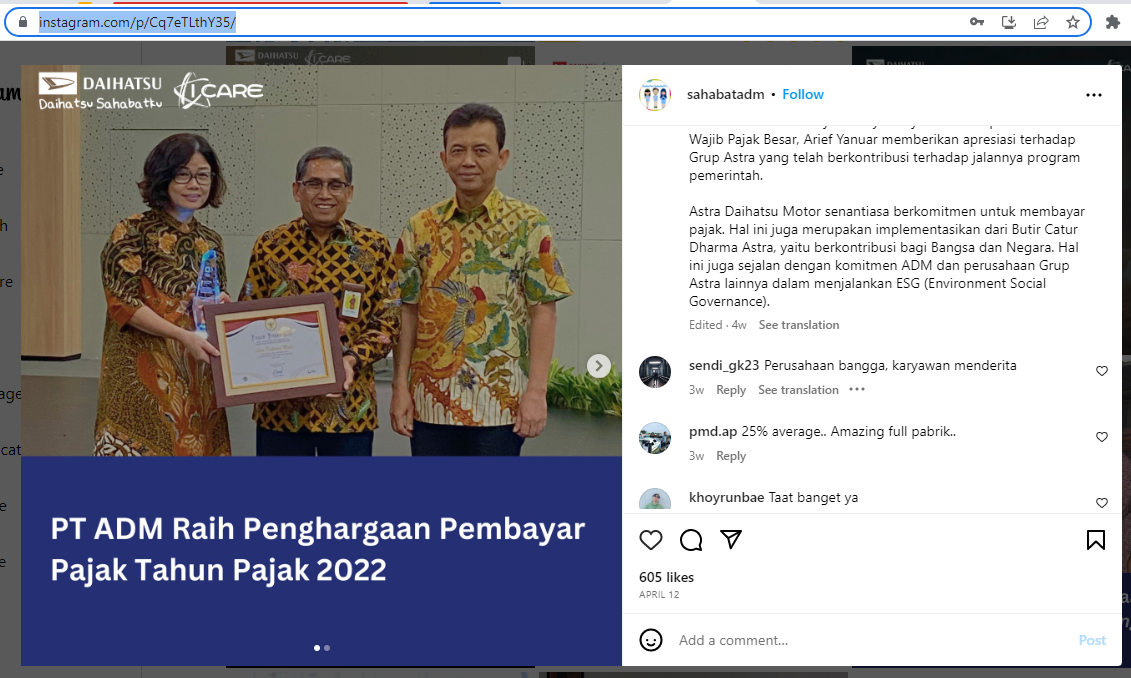 instagram.com/p/Cq7eTLthY35/
DAIHATSU
Daihatsu Sahabatku
iCARE
PT ADM Raih Penghargaan Pembayar
Pajak Tahun Pajak 2022
sahabatadm • Follow
Wajib Pajak Besar, Arief Yanuar memberikan apresiasi terhadap
Grup Astra yang telah berkontribusi terhadap jalannya program
pemerintah.
Astra Daihatsu Motor senantiasa berkomitmen untuk membayar
pajak. Hal ini juga merupakan implementasikan dari Butir Catur
Dharma Astra, yaitu berkontribusi bagi Bangsa dan Negara. Hal
ini juga sejalan dengan komitmen ADM dan perusahaan Grup
Astra lainnya dalam menjalankan ESG (Environment Social
Governance).
Edited · 4w See translation
sendi_gk23 Perusahaan bangga, karyawan menderita
3w Reply See translation
pmd.ap 25% average.. Amazing full pabrik..
3w Reply
khoyrunbae Taat banget ya
605 likes
APRIL 12
Add a comment...
Post